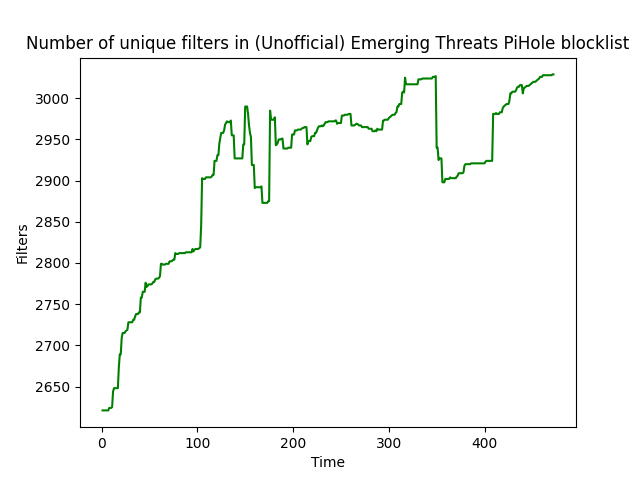 Number of unique filters in (Unofficial) Emerging Threats PiHole blocklist
3000
2950
2900
2850
2800
2750
2700
2650
Filters
0 100 200 300 400
Time